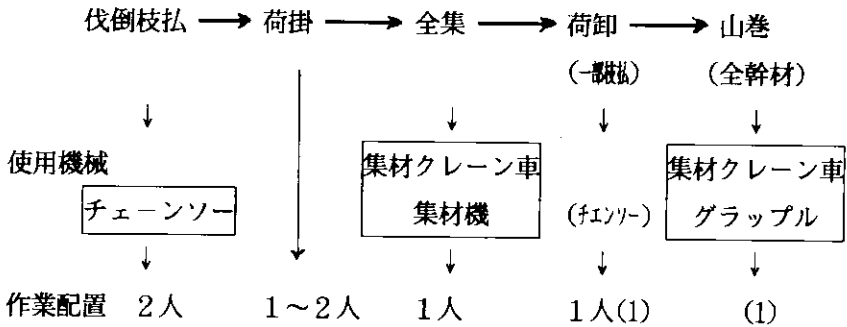 伐倒枝払 → 荷掛 → 全集 → 荷卸 → 山巻
(一部枝払) (全幹材)
使用機械
集材クレーン車 集材クレーン車
チェーンソー 集材機 (チエンソー) グラップル
作業配置 2人 1〜2人 1人 1人(1) (1)